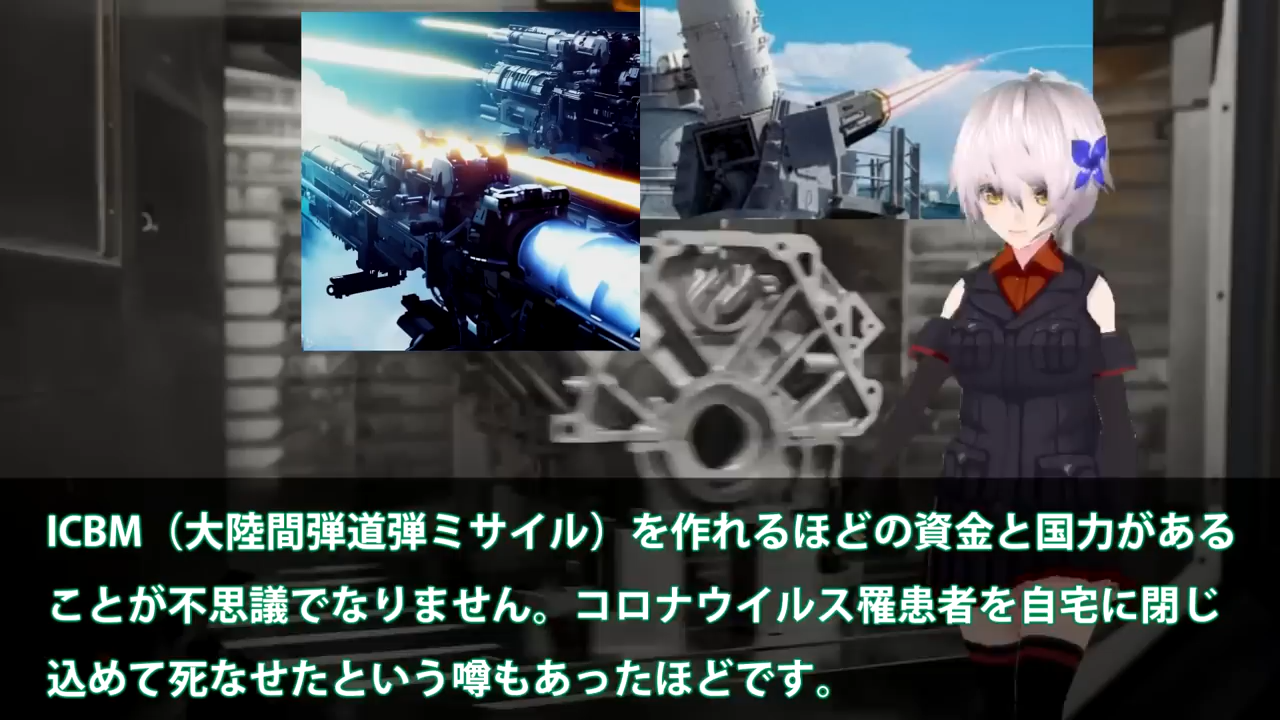 ICBM（大陸間弾道弾ミサイル）を作れるほどの資金と国力がある
ことが不思議でなりません。コロナウイルス罹患者を自宅に閉じ
込めて死なせたという噂もあったほどです。